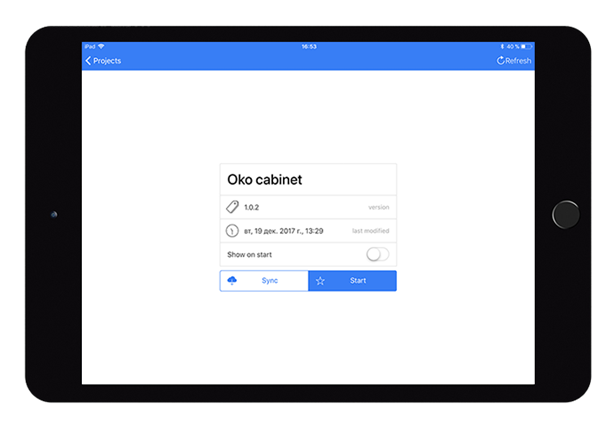 iPad 16:53 40 %
Projects Refresh
Oko cabinet
1.0.2 version
вт, 19 дек. 2017 г., 13:29 last modified
Show on start
Sync Start